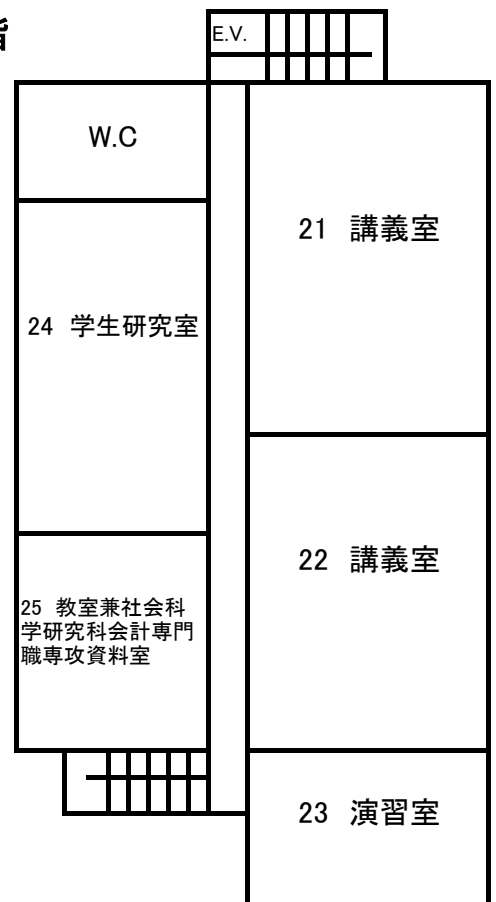 階
E.V.
W.C
21 講義室
24 学生研究室
22 講義室
25 教室兼社会科
学研究科会計専門
職専攻資料室
23 演習室